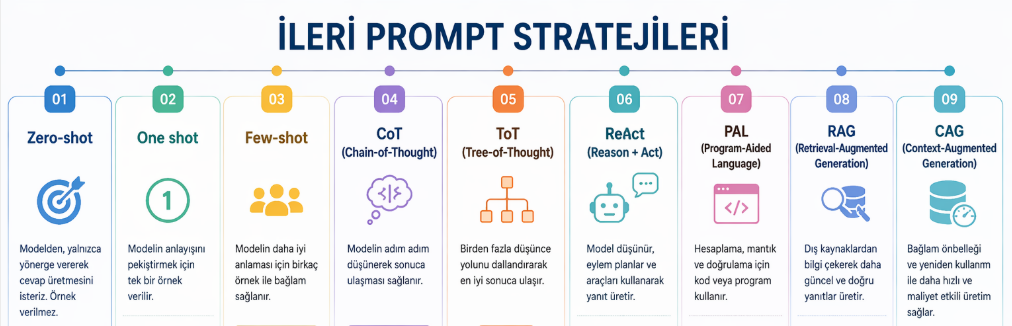 İLERİ PROMPT STRATEJİLERİ
01
Zero-shot
Modelden, yalnızca
yönerge vererek
cevap üretmesini
isteriz. Örnek
verilmez.
02
One shot
1
Modelin anlayışını
pekiştirmek için
tek bir örnek
verilir.
03
Few-shot
Modelin daha iyi
anlaması için birkaç
örnek ile bağlam
sağlanır.
04
CoT
(Chain-of-Thought)
Modelin adım adım
düşünerek sonuca
ulaşması sağlanır.
05
ToT
(Tree-of-Thought)
Birden fazla düşünce
yolunu dallandırarak
en iyi sonuca ulaşır.
06
ReAct
(Reason + Act)
Model düşünür,
eylem planlar ve
araçları kullanarak
yanıt üretir.
07
PAL
(Program-Aided
Language)
</>
Hesaplama, mantık
ve doğrulama için
kod veya program
kullanır.
08
RAG
(Retrieval-Augmented
Generation)
Dış kaynaklardan
bilgi çekerek daha
güncel ve doğru
yanıtlar üretir.
09
CAG
(Context-Augmented
Generation)
Bağlam önbelleği
ve yeniden kullanım
ile daha hızlı ve
maliyet etkili üretim
sağlar.